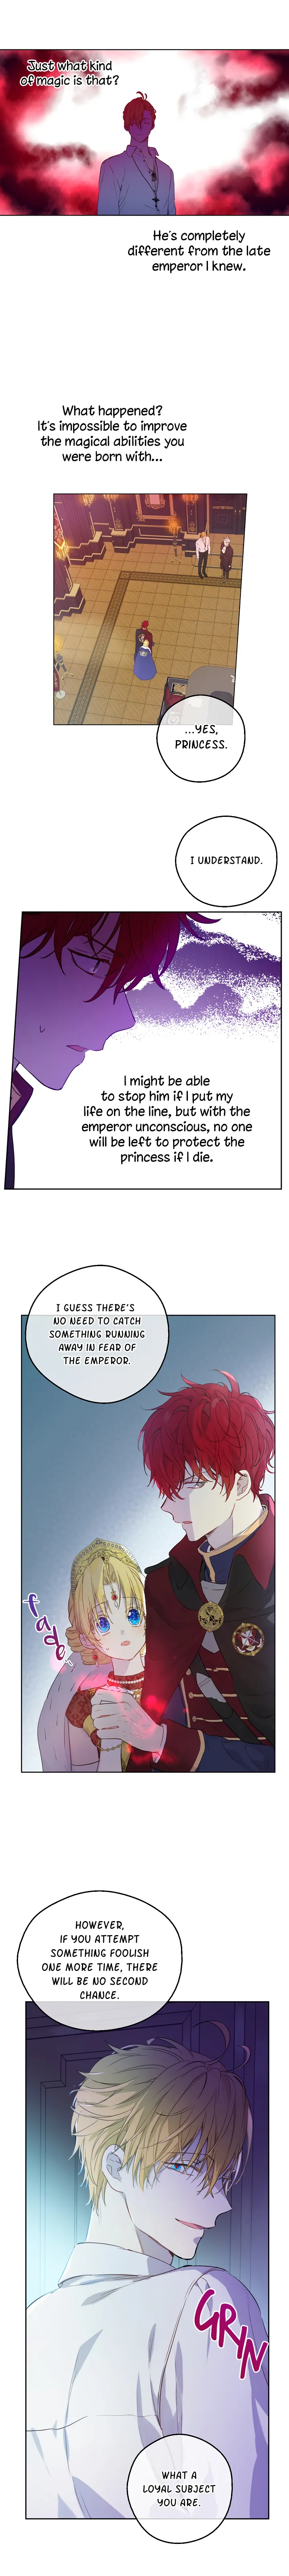 Just what kind
of magic is that?
He's completely
different from the late
emperor I knew.
What happened?
It's impossible to improve
the magical abilities you
were born with...
...YES,
PRINCESS.
I UNDERSTAND.
I might be able
to stop him if I put my
life on the line, but with the
emperor unconscious, no one
will be left to protect the
princess if I die.
I GUESS THERE'S
NO NEED TO CATCH
SOMETHING RUNNING
AWAY IN FEAR OF
THE EMPEROR.
fade
HOWEVER,
IF YOU ATTEMPT
SOMETHING FOOLISH
ONE MORE TIME, THERE
WILL BE NO SECOND
CHANCE.
GRYN
WHAT A
LOYAL SUBJECT
YOU ARE.